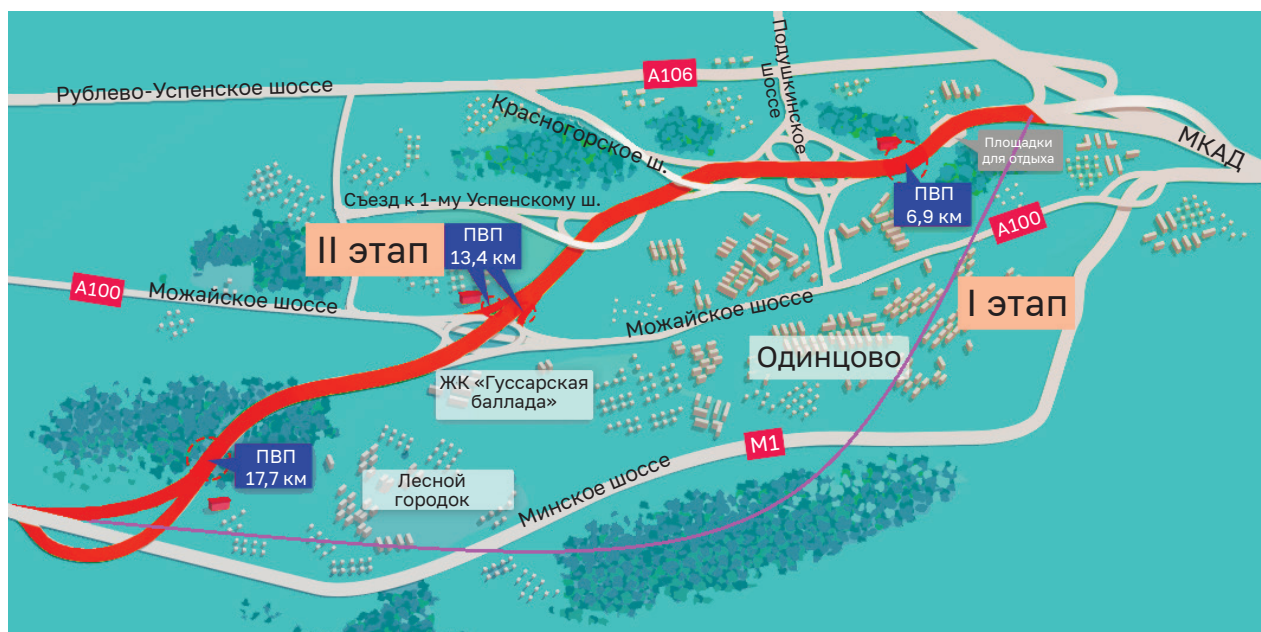 Рублево-Успенское шоссе
А106
Подушкинское
шоссе
Красногорское ш.
Площадки
для отдыха
МКАД
ПВП
6,9 км
Съезд к 1-му Успенскому ш.
II этап
ПВП
13,4 км
А100
А100
Можайское шоссе
I этап
Можайское шоссе
Одинцово
ЖК «Гуссарская
баллада»
М1
ПВП
17,7 км
Лесной
городок
Минское шоссе